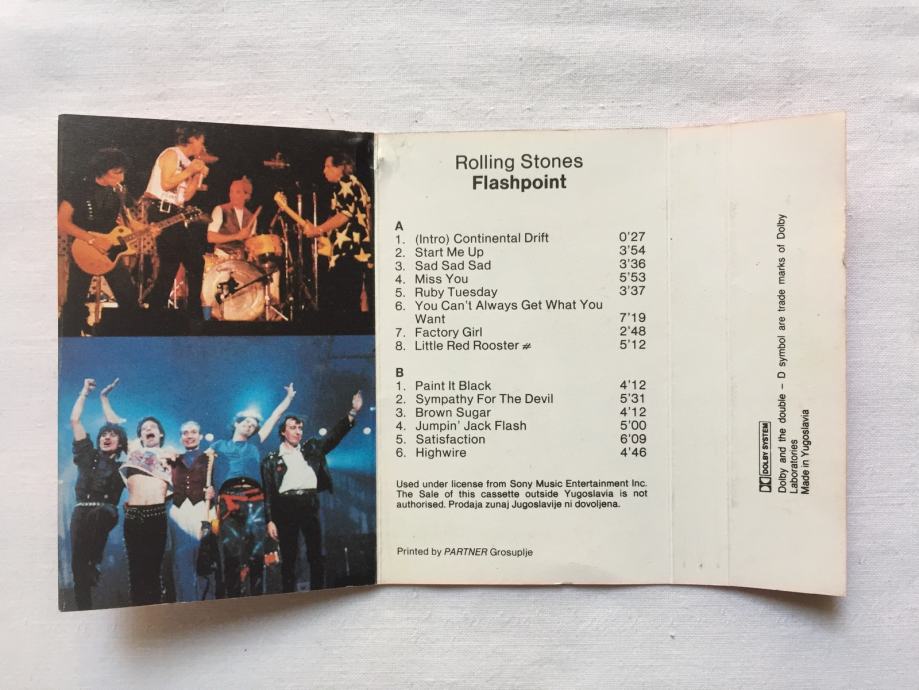 Rolling Stones
Flashpoint
A
1. (Intro) Continental Drift 0'27
2. Start Me Up 3'54
3. Sad Sad Sad 3'36
4. Miss You 5'53
5. Ruby Tuesday 3'37
6. You Can't Always Get What You
Want 7'19
7. Factory Girl 2'48
8. Little Red Rooster ≉ 5'12
B
1. Paint It Black 4'12
2. Sympathy For The Devil 5'31
3. Brown Sugar 4'12
4. Jumpin' Jack Flash 5'00
5. Satisfaction 6'09
6. Highwire 4'46
Used under license from Sony Music Entertainment Inc.
The Sale of this cassette outside Yugoslavia is not
authorised. Prodaja zunaj Jugoslavije ni dovoljena.
Printed by PARTNER Grosuplje
DOLBY SYSTEM
Dolby and the double - D symbol are trade marks of Dolby
Laboratories
Made in Yugoslavia